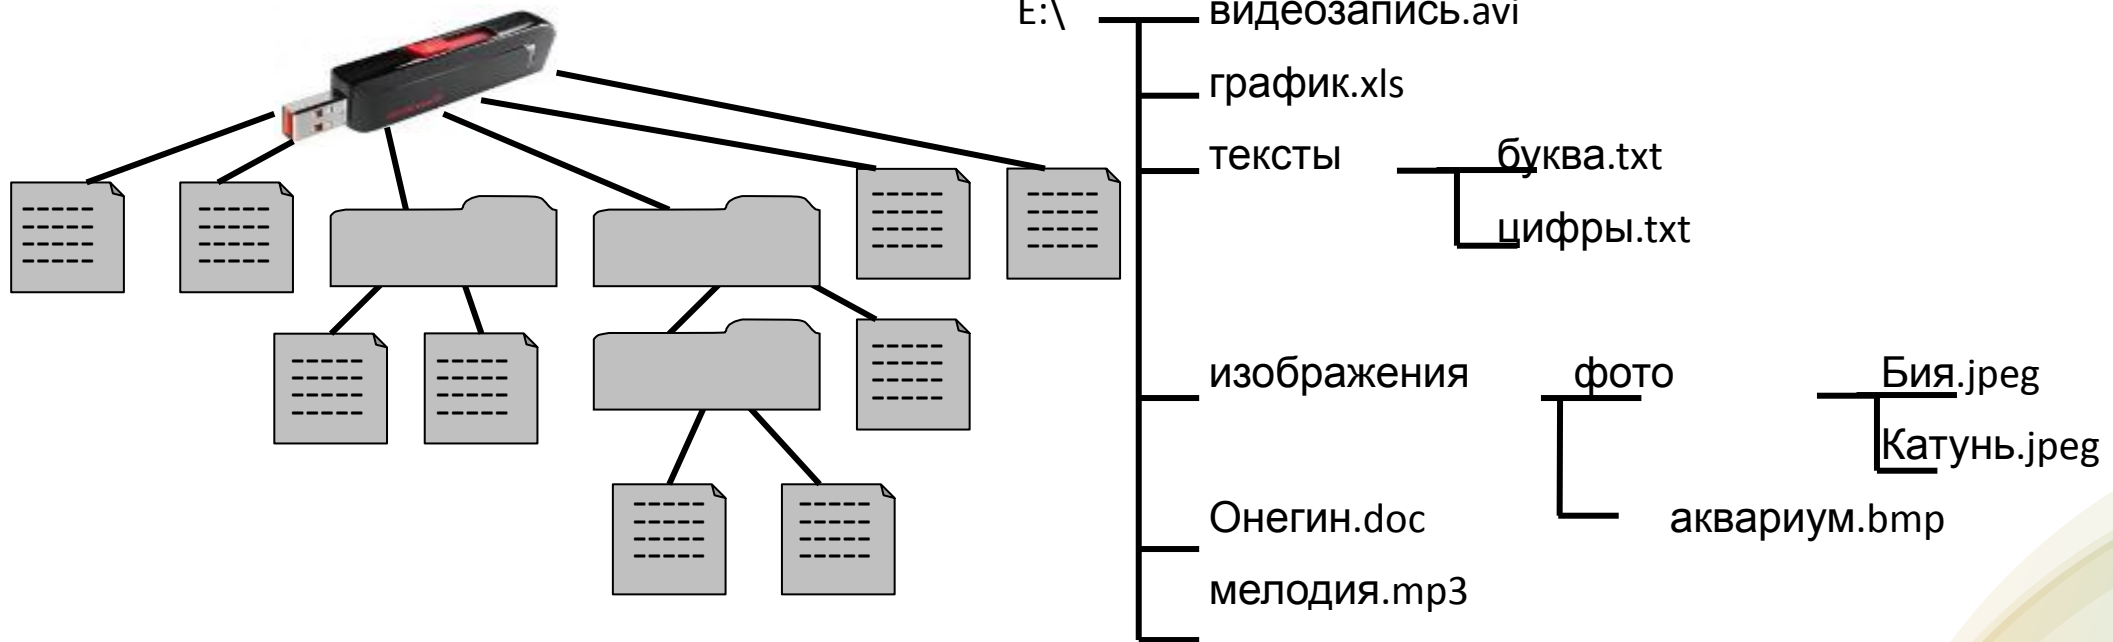 E:\ видеозапись.avi
график.xls
тексты буква.txt
цифры.txt
изображения фото Бия.jpeg
Катунь.jpeg
Онегин.doc аквариум.bmp
мелодия.mp3